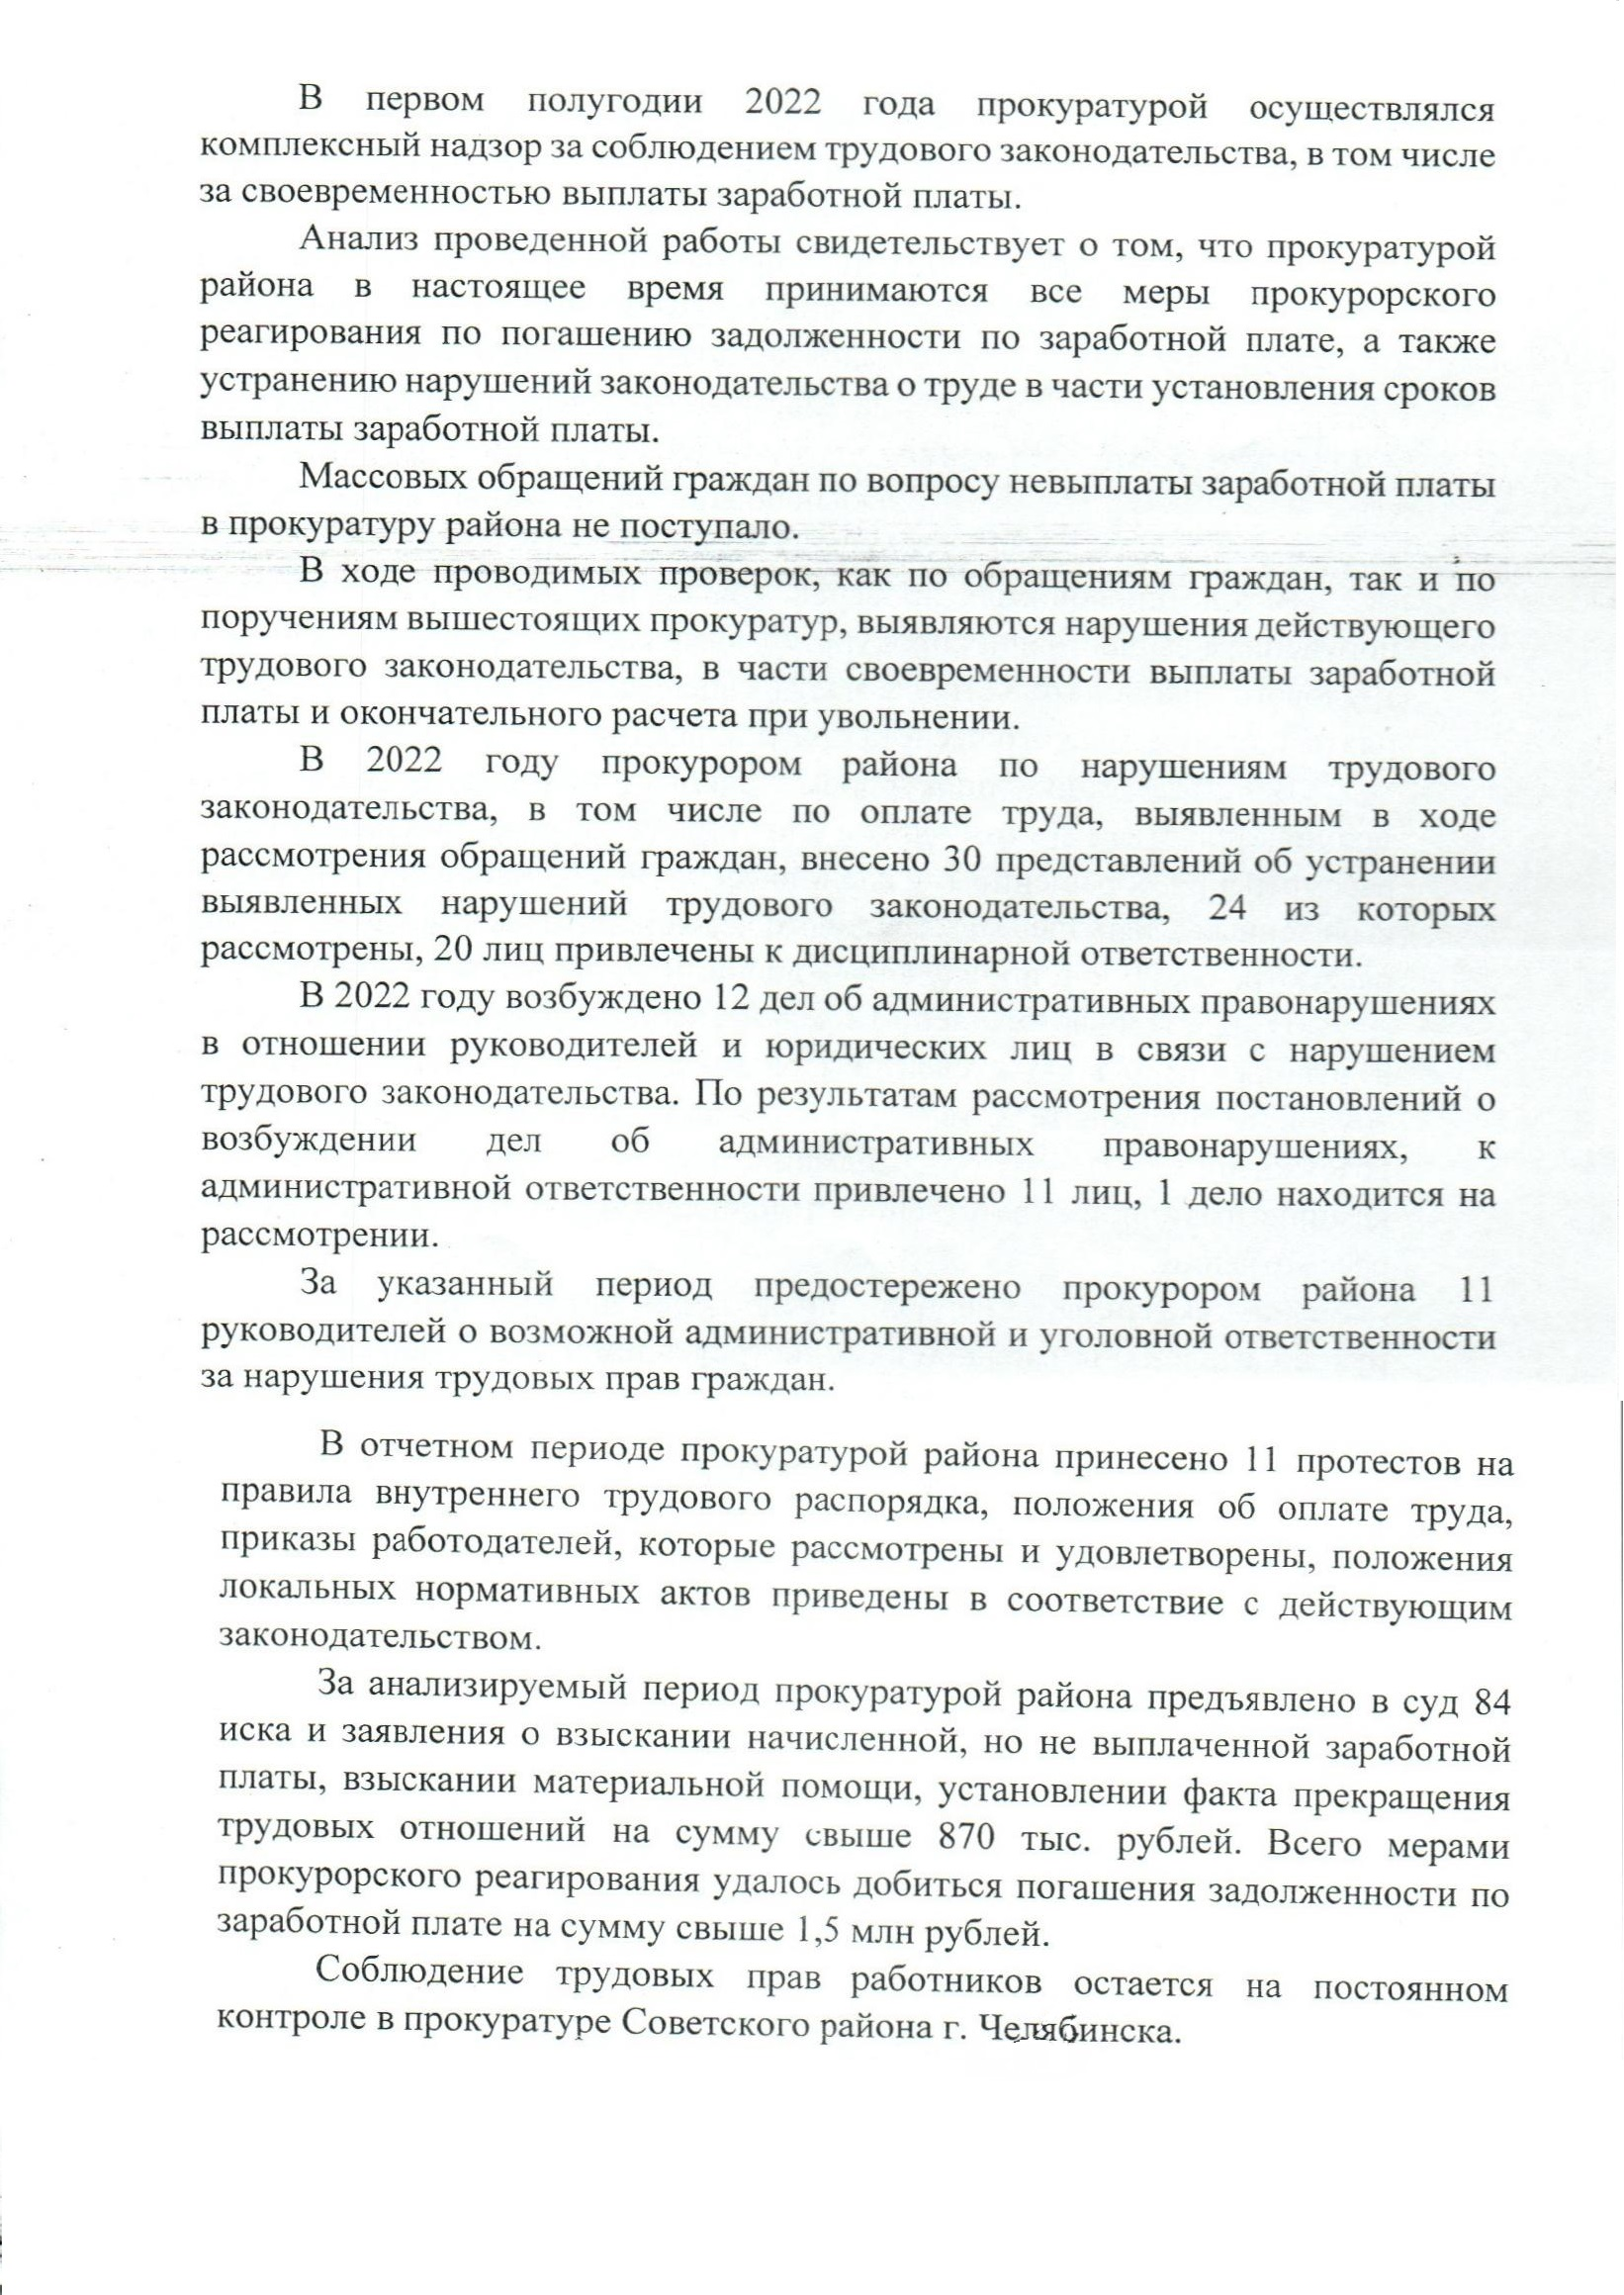 В первом полугодии 2022 года прокуратурой осуществлялся
комплексный надзор за соблюдением трудового законодательства, в том числе
за своевременностью выплаты заработной платы.
Анализ проведенной работы свидетельствует о том, что прокуратурой
района в настоящее время принимаются все меры прокурорского
реагирования по погашению задолженности по заработной плате, а также
устранению нарушений законодательства о труде в части установления сроков
выплаты заработной платы.
Массовых обращений граждан по вопросу невыплаты заработной платы
в прокуратуру района не поступало.
В ходе проводимых проверок, как по обращениям граждан, так и по
поручениям вышестоящих прокуратур, выявляются нарушения действующего
трудового законодательства, в части своевременности выплаты заработной
платы и окончательного расчета при увольнении.
В 2022 году прокурором района по нарушениям трудового
законодательства, в том числе по оплате труда, выявленным в ходе
рассмотрения обращений граждан, внесено 30 представлений об устранении
выявленных нарушений трудового законодательства, 24 из которых
рассмотрены, 20 лиц привлечены к дисциплинарной ответственности.
В 2022 году возбуждено 12 дел об административных правонарушениях
в отношении руководителей и юридических лиц в связи с нарушением
трудового законодательства. По результатам рассмотрения постановлений о
возбуждении дел об административных правонарушениях, к
административной ответственности привлечено 11 лиц, 1 дело находится на
рассмотрении.
За указанный период предостережено прокурором района 11
руководителей о возможной административной и уголовной ответственности
за нарушения трудовых прав граждан.
В отчетном периоде прокуратурой района принесено 11 протестов на
правила внутреннего трудового распорядка, положения об оплате труда,
приказы работодателей, которые рассмотрены и удовлетворены, положения
локальных нормативных актов приведены в соответствие с действующим
законодательством.
За анализируемый период прокуратурой района предъявлено в суд 84
иска и заявления о взыскании начисленной, но не выплаченной заработной
платы, взыскании материальной помощи, установлении факта прекращения
трудовых отношений на сумму свыше 870 тыс. рублей. Всего мерами
прокурорского реагирования удалось добиться погашения задолженности по
заработной плате на сумму свыше 1,5 млн рублей.
Соблюдение трудовых прав работников остается на постоянном
контроле в прокуратуре Советского района г. Челябинска.